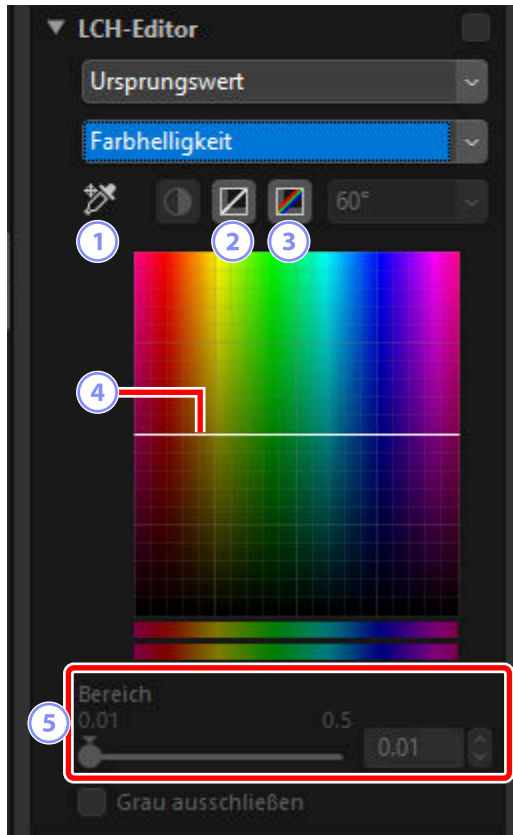 LCH-Editor
Ursprungswert
Farbhelligkeit
60°
1 2 3
4
Bereich
5
0.01 0.5
0.01
Grau ausschließen